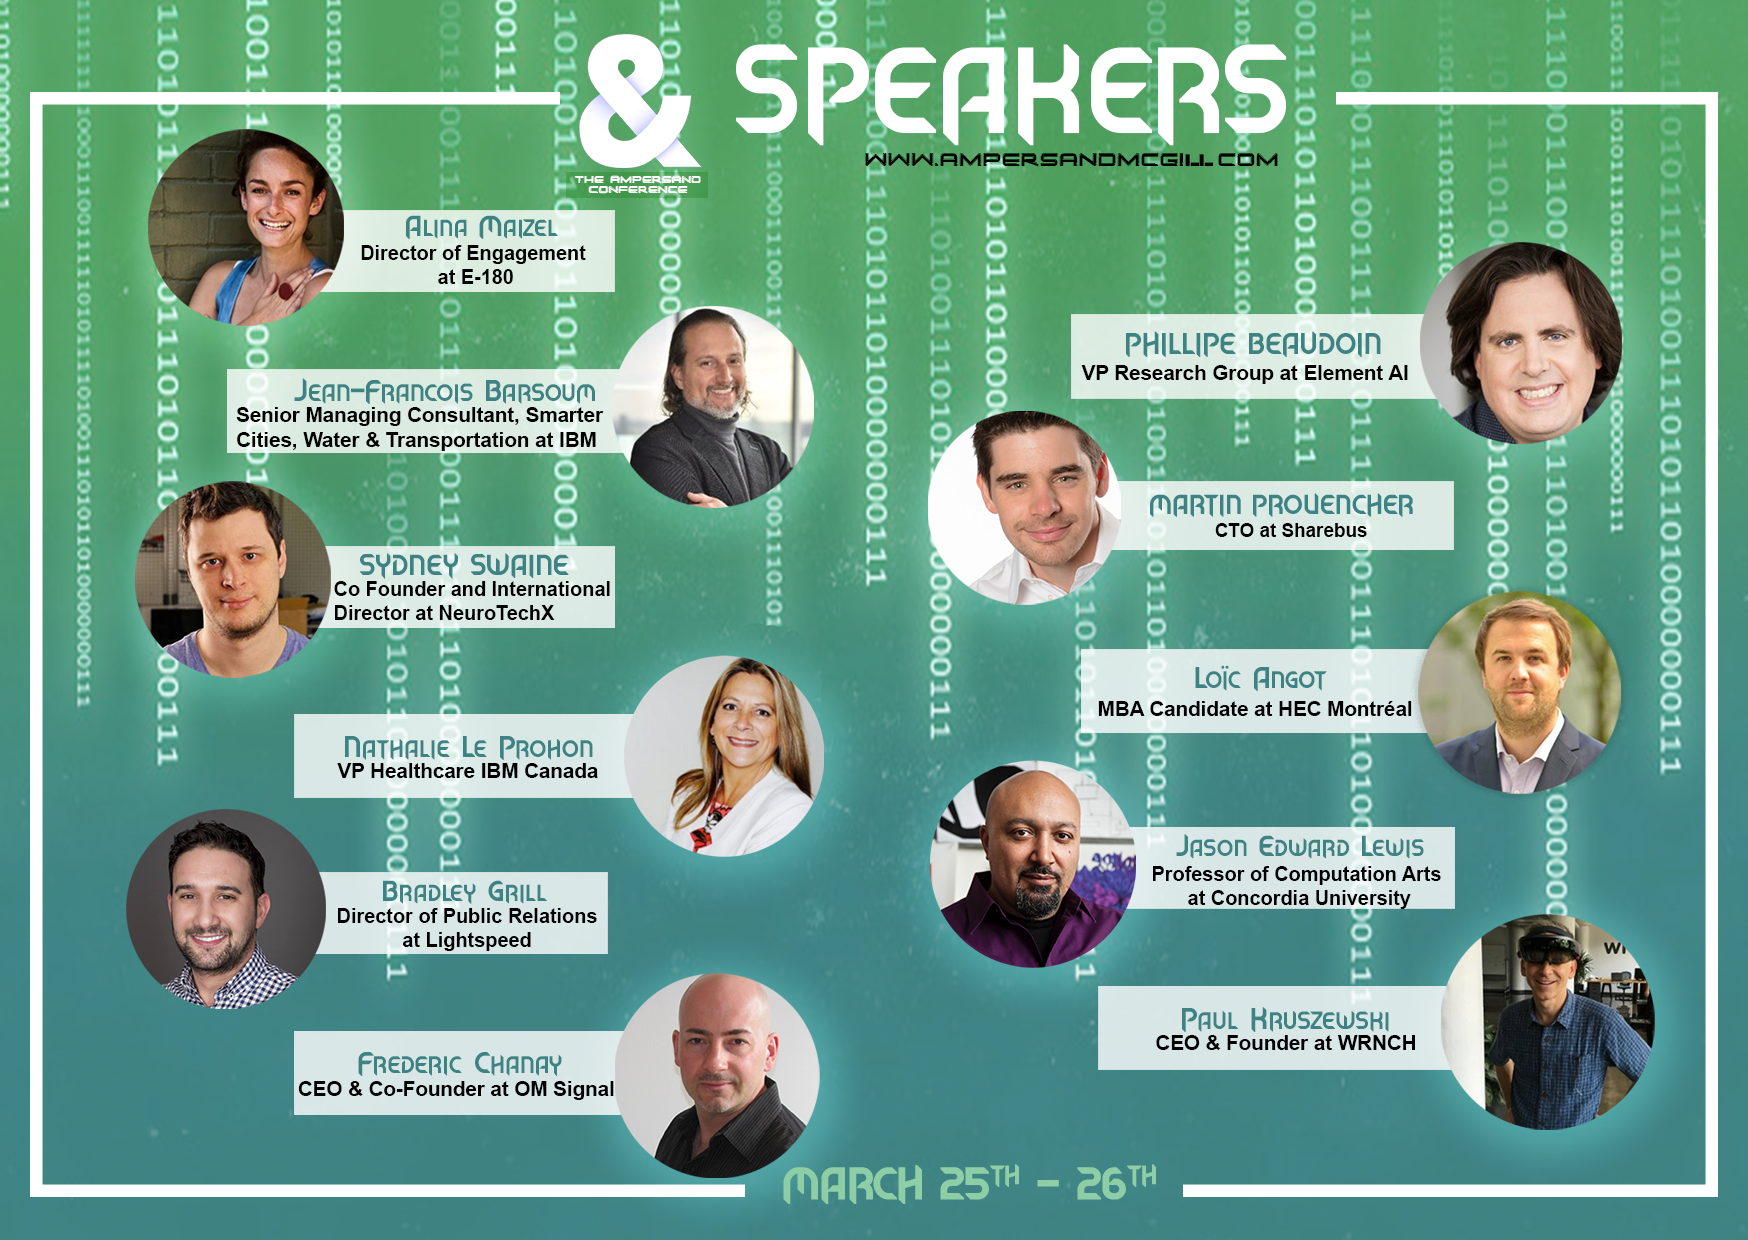 &
SPEAKERS
WWW.AMPERSANDMCGILL.COM
THE AMPERSAND
CONFERENCE
ALINA MAIZEL
Director of Engagement
at E-180
JEAN-FRANCOIS BARSOUM
Senior Managing Consultant, Smarter
Cities, Water & Transportation at IBM
SYDNEY SWAINE
Co Founder and International
Director at NeuroTechX
NATHALIE LE PROHON
VP Healthcare IBM Canada
BRADLEY GRILL
Director of Public Relations
at Lightspeed
FREDERIC CHANAY
CEO & Co-Founder at OM Signal
PHILLIPE BEAUDOIN
VP Research Group at Element AI
MARTIN PROVENCHER
CTO at Sharebus
LOÏC ANGOT
MBA Candidate at HEC Montréal
JASON EDWARD LEWIS
Professor of Computation Arts
at Concordia University
PAUL KRUSZEWSKI
CEO & Founder at WRNCH
MARCH 25TH - 26TH